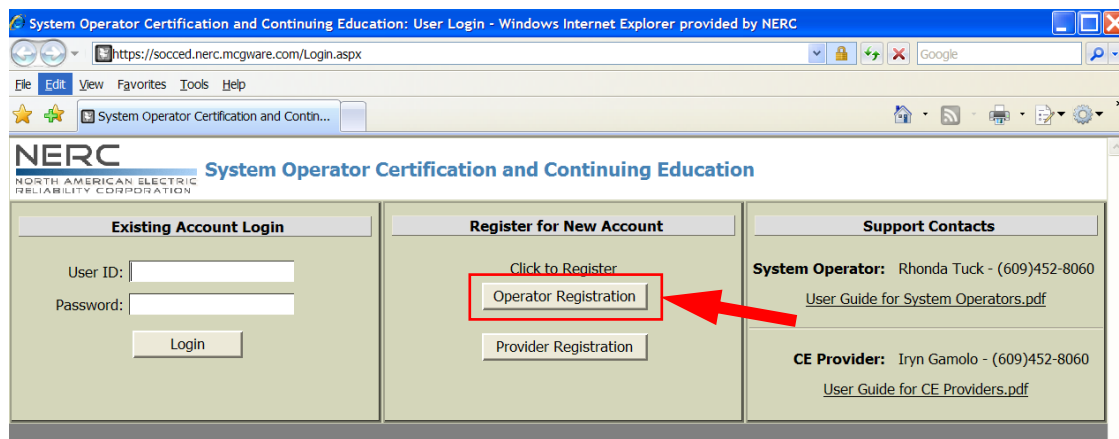 System Operator Certification and Continuing Education: User Login - Windows Internet Explorer provided by NERC
https://socced.nerc.mcgware.com/Login.aspx
Google
File Edit View Favorites Tools Help
System Operator Certification and Contin...
NERC
NORTH AMERICAN ELECTRIC
RELIABILITY CORPORATION
System Operator Certification and Continuing Education
Existing Account Login
User ID:
Password:
Login
Register for New Account
Click to Register
Operator Registration
Provider Registration
Support Contacts
System Operator: Rhonda Tuck - (609)452-8060
User Guide for System Operators.pdf
CE Provider: Iryn Gamolo - (609)452-8060
User Guide for CE Providers.pdf